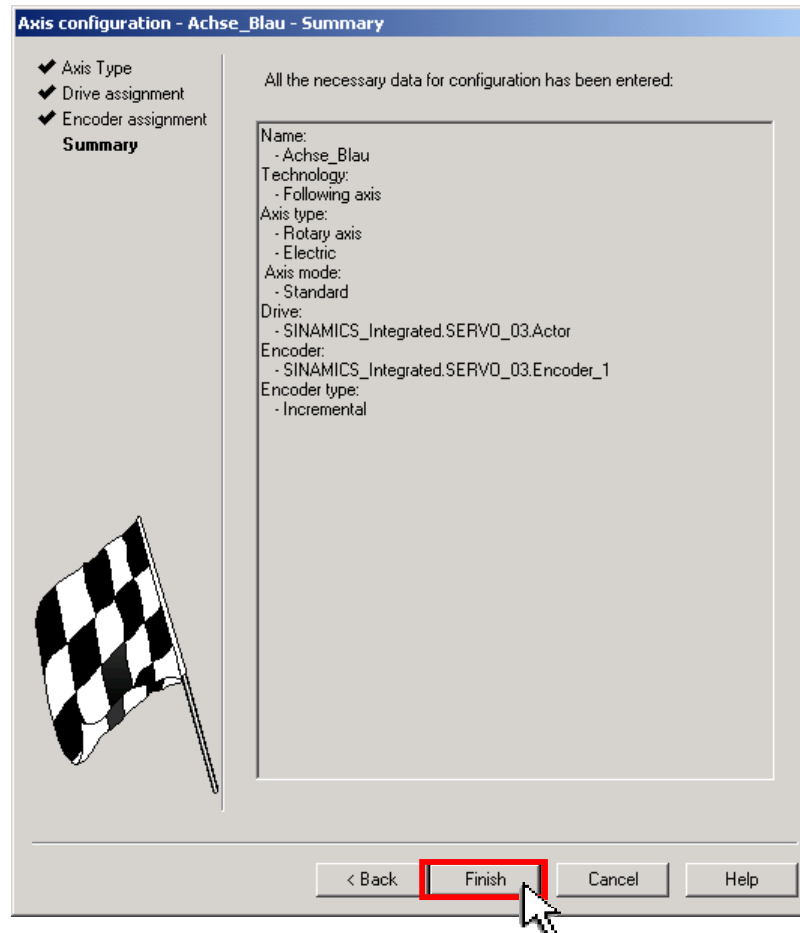 Axis configuration - Achse_Blau - Summary
✔ Axis Type
✔ Drive assignment
✔ Encoder assignment
Summary
All the necessary data for configuration has been entered:
Name:
- Achse_Blau
Technology:
- Following axis
Axis type:
- Rotary axis
- Electric
Axis mode:
- Standard
Drive:
- SINAMICS_Integrated.SERVO_03.Actor
Encoder:
- SINAMICS_Integrated.SERVO_03.Encoder_1
Encoder type:
- Incremental
< Back
Finish
Cancel
Help